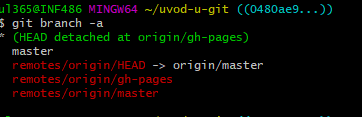 ul365@INF486 MINGW64 ~/uvod-u-git ((0480ae9...))
$ git branch -a
* (HEAD detached at origin/gh-pages)
  master
  remotes/origin/HEAD -> origin/master
  remotes/origin/gh-pages
  remotes/origin/master